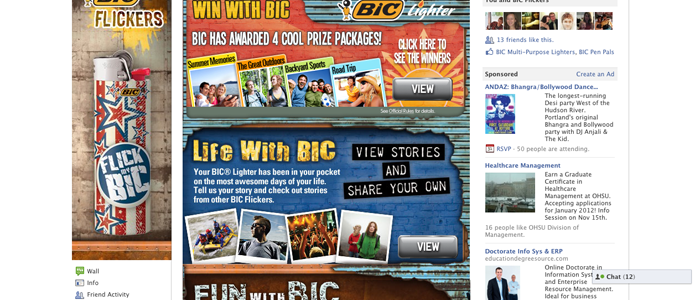 BIC
FLICKERS
BIC
FLICK
MY
BIC
Wall
Info
Friend Activity
WIN WITH BIC
BIC Lighter
BIC HAS AWARDED 4 COOL PRIZE PACKAGES!
CLICK HERE TO
SEE THE WINNERS
Summer Memories
The Great Outdoors
Backyard Sports
Road Trip
VIEW
See Official Rules for details.
Life With BIC
Your BIC® Lighter has been in your pocket
on the most awesome days of your life.
Tell us your story and check out stories
from other BIC Flickers.
VIEW STORIES
AND
SHARE YOUR OWN
VIEW
FUN WITH BIC
You and BIC Flickers
13 friends like this.
BIC Multi-Purpose Lighters, BIC Pen Pals
Sponsored
Create an Ad
ANDAZ: Bhangra/Bollywood Dance...
The longest-running
Desi party West of the
Hudson River.
Portland's original
Bhangra and Bollywood
party with DJ Anjali &
The Kid.
RSVP · 50 people are attending.
Healthcare Management
Earn a Graduate
Certificate in
Healthcare
Management at OHSU.
Accepting applications
for January 2012! Info
Session on Nov 15th.
16 people like OHSU Division of
Management.
Doctorate Info Sys & ERP
educationdegreesource.com
Online Doctorate in
Information Syst
and Enterprise
Resource Management.
Ideal for business
Chat (12)